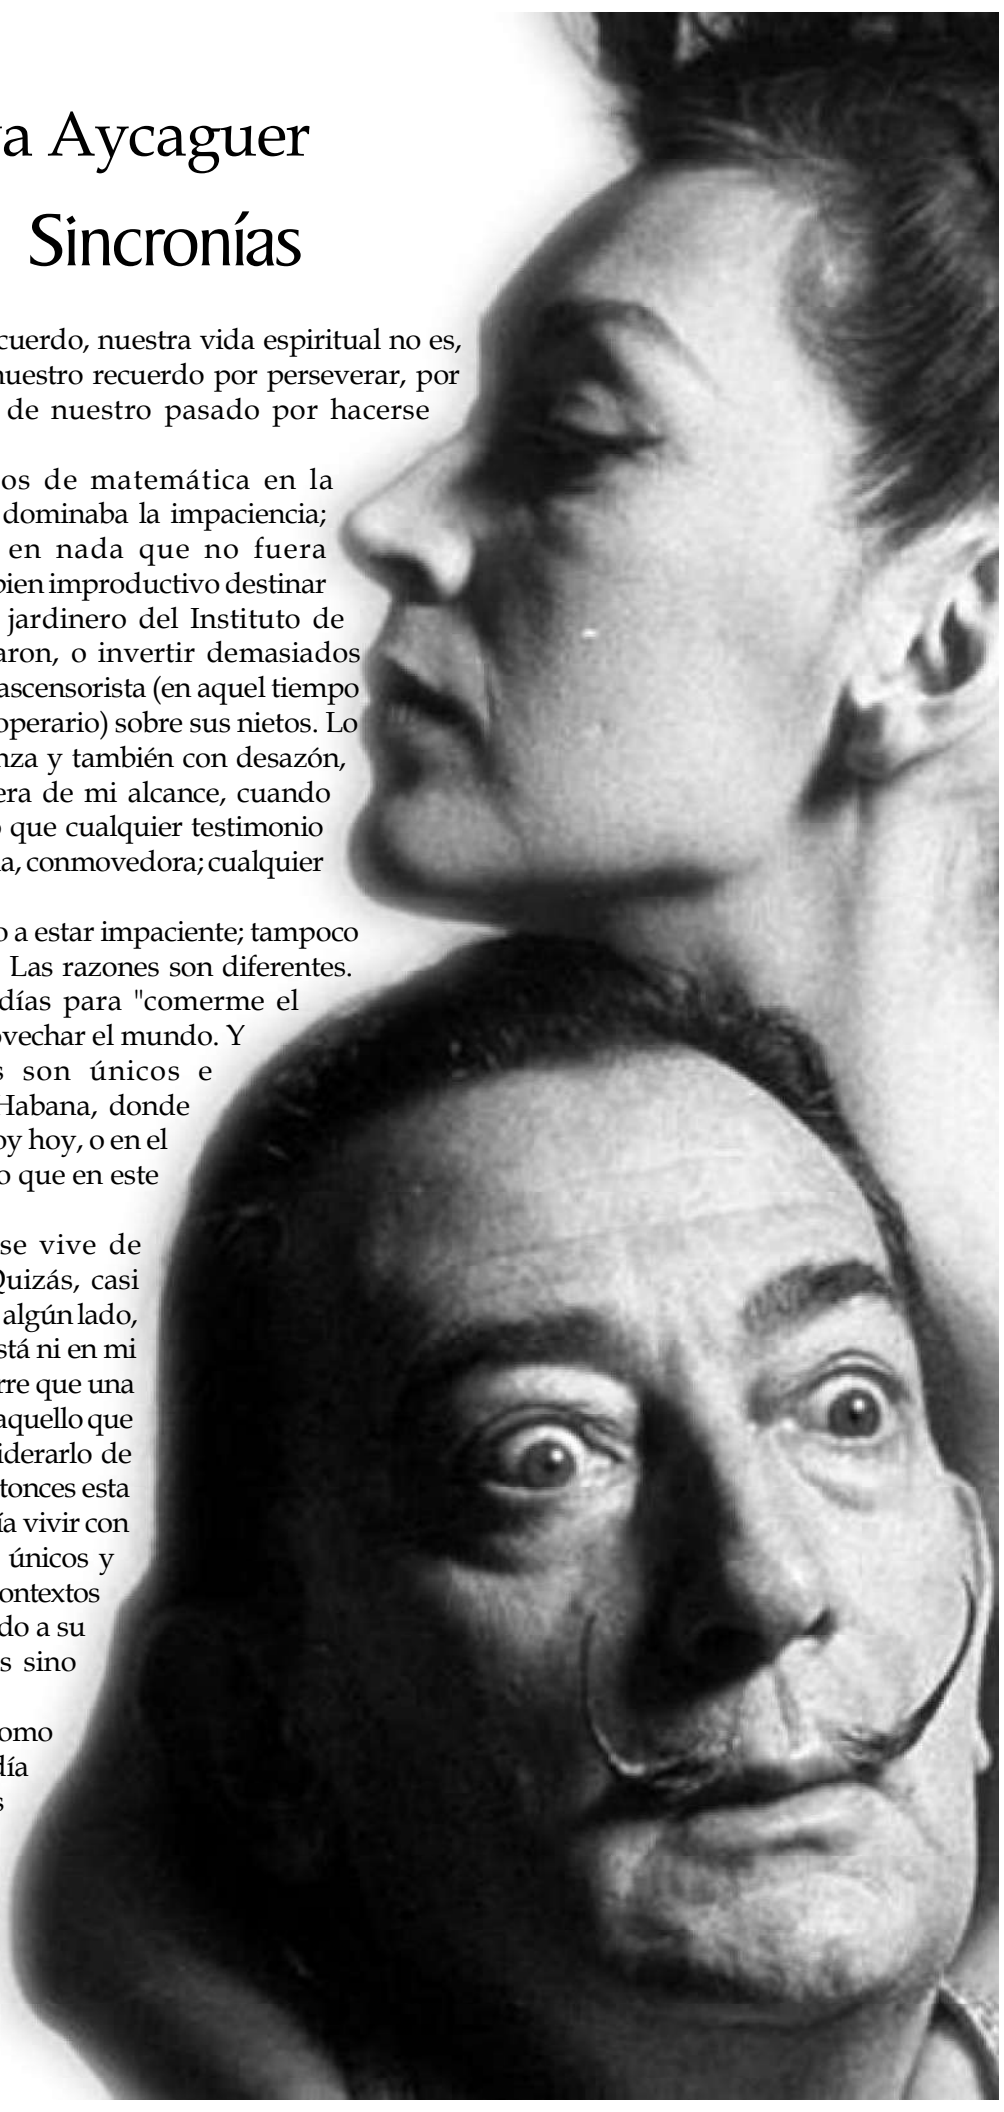 a Aycaguer
Sincronías
cuerdo, nuestra vida espiritual no es,
nuestro recuerdo por perseverar, por
de nuestro pasado por hacerse
os de matemática en la
dominaba la impaciencia;
en nada que no fuera
bien improductivo destinar
jardinero del Instituto de
aron, o invertir demasiados
ascensorista (en aquel tiempo
operario) sobre sus nietos. Lo
nza y también con desazón,
era de mi alcance, cuando
que cualquier testimonio
a, conmovedora; cualquier
o a estar impaciente; tampoco
Las razones son diferentes.
días para "comerme el
ovechar el mundo. Y
s son únicos e
Habana, donde
oy hoy, o en el
o que en este
se vive de
Quizás, casi
algún lado,
stá ni en mi
rre que una
aquello que
iderarlo de
tonces esta
ía vivir con
únicos y
ontextos
do a su
s sino
omo
día
s